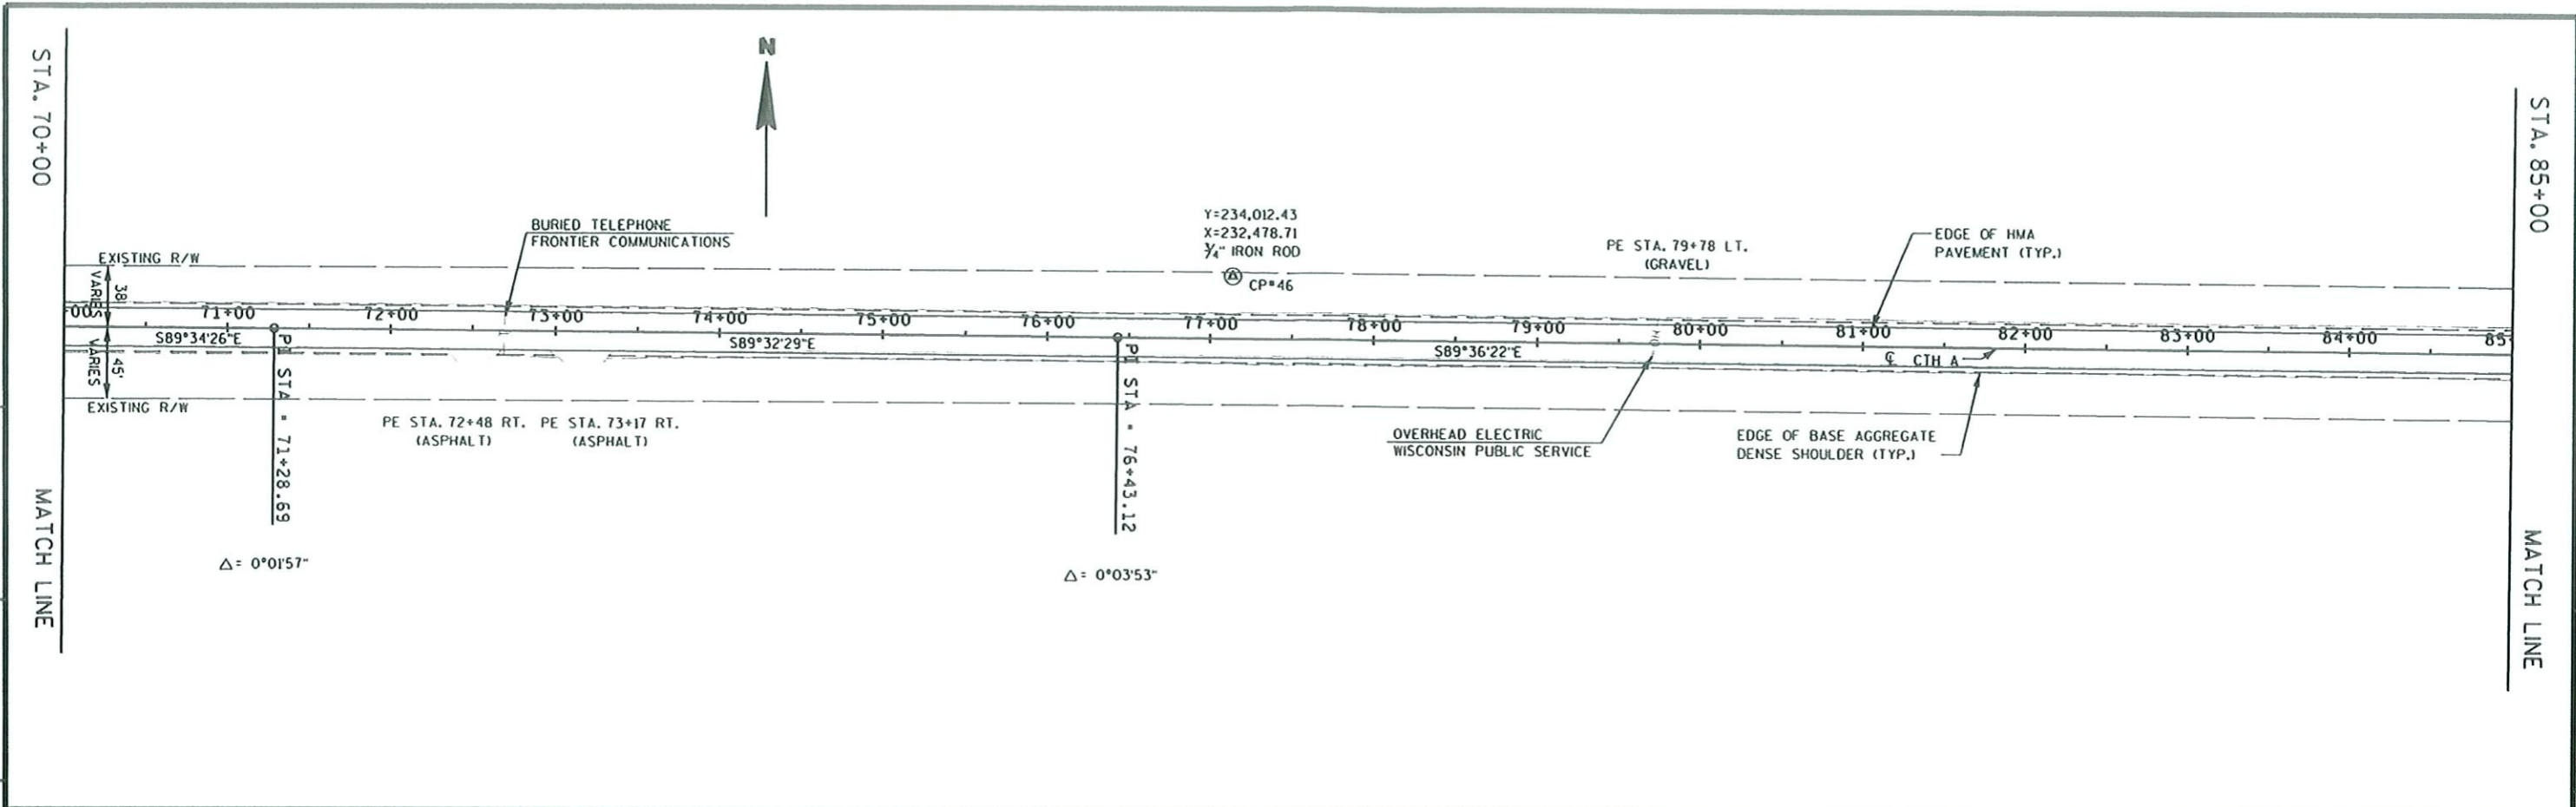 STA. 70+00
MATCH LINE
N
BURIED TELEPHONE
FRONTIER COMMUNICATIONS
Y=234,012.43
X=232,478.71
3/4" IRON ROD
CP#46
PE STA. 79+78 LT.
(GRAVEL)
EDGE OF HMA
PAVEMENT (TYP.)
STA. 85+00
MATCH LINE
EXISTING R/W
38'
VARIES
71+00
72+00
73+00
74+00
75+00
76+00
77+00
78+00
79+00
80+00
81+00
82+00
83+00
84+00
85+
S89°34'26"E
S89°32'29"E
S89°36'22"E
℄ CTH A
VARIES
45'
EXISTING R/W
PI STA = 71+28.69
PE STA. 72+48 RT.
(ASPHALT)
PE STA. 73+17 RT.
(ASPHALT)
PI STA = 76+43.12
OVERHEAD ELECTRIC
WISCONSIN PUBLIC SERVICE
EDGE OF BASE AGGREGATE
DENSE SHOULDER (TYP.)
△= 0°01'57"
△= 0°03'53"